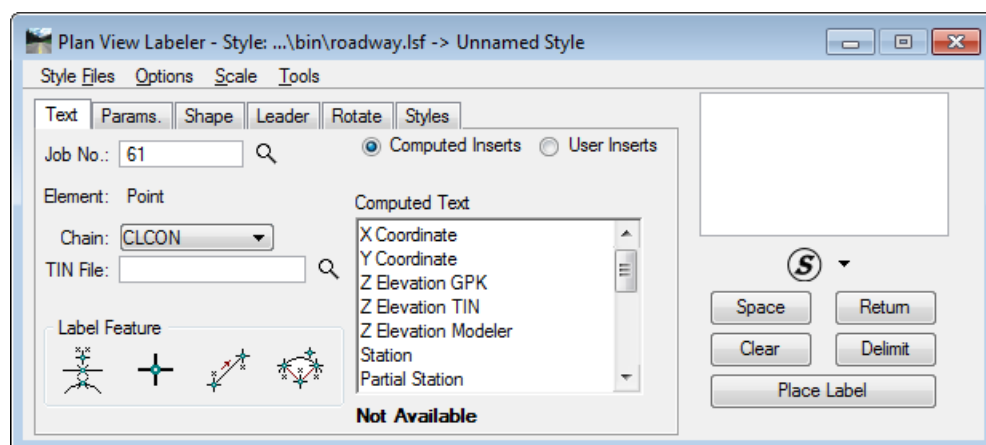 Plan View Labeler - Style: ...\bin\roadway.lsf -> Unnamed Style
Style Files Options Scale Tools
Text Params. Shape Leader Rotate Styles
Job No.: 61
Computed Inserts User Inserts
Element: Point
Chain: CLCON
TIN File:
Label Feature
Computed Text
X Coordinate
Y Coordinate
Z Elevation GPK
Z Elevation TIN
Z Elevation Modeler
Station
Partial Station
Not Available
S
Space Return
Clear Delimit
Place Label